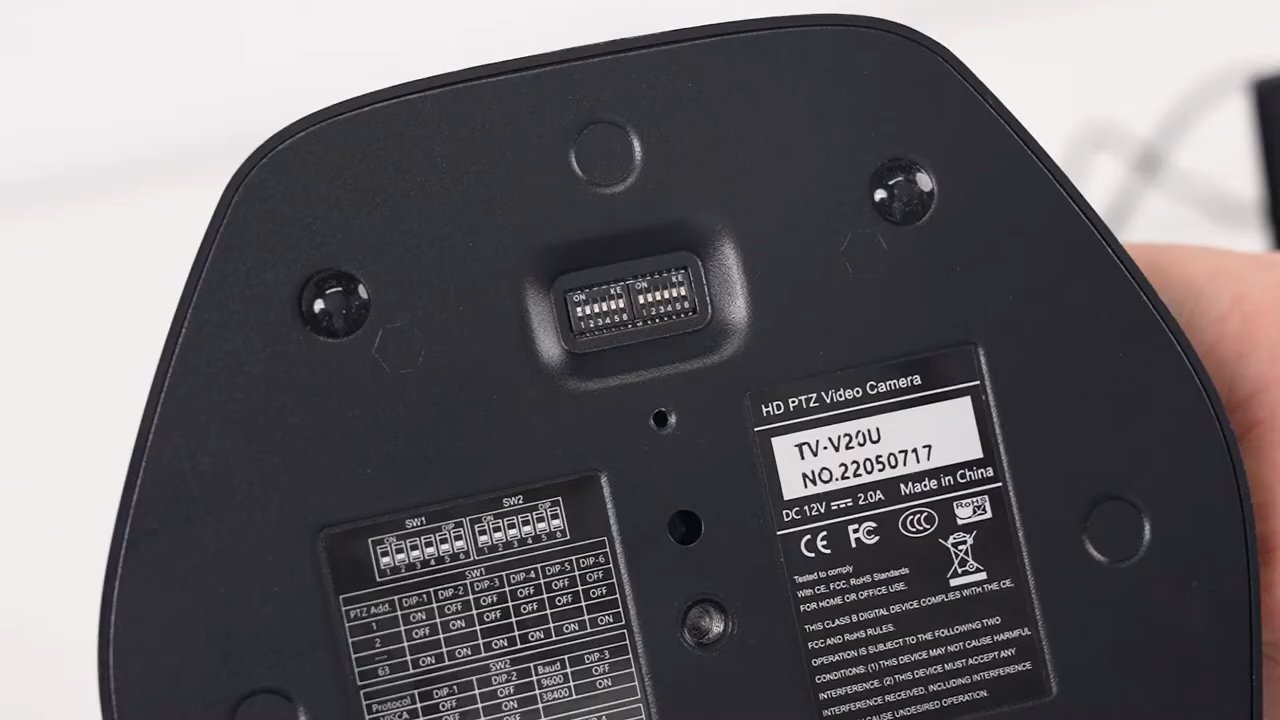 ON KE
1 2 3 4 5 6
ON KE
1 2 3 4 5 6
HD PTZ Video Camera
TV-V20U
NO.22050717
DC 12V 2.0A Made in China
CE FC CCC RoHS
Tested to comply
With CE, FCC, RoHS Standards
FOR HOME OR OFFICE USE.
THIS CLASS B DIGITAL DEVICE COMPLIES WITH THE CE,
FCC AND RoHS RULES.
OPERATION IS SUBJECT TO THE FOLLOWING TWO
CONDITIONS: (1) THIS DEVICE MAY NOT CAUSE HARMFUL
INTERFERENCE. (2) THIS DEVICE MUST ACCEPT ANY
INTERFERENCE RECEIVED, INCLUDING INTERFERENCE
CAUSE UNDESIRED OPERATION.
SW1 SW2
ON DIP ON DIP
1 2 3 4 5 6 1 2 3 4 5 6
SW1
PTZ Add. DIP-1 DIP-2 DIP-3 DIP-4 DIP-5 DIP-6
1 ON OFF OFF OFF OFF OFF
2 OFF ON OFF OFF OFF OFF
....
63 ON ON ON ON ON ON
SW2
Protocol DIP-1 DIP-2 Baud DIP-3
VISCA OFF OFF 9600 OFF
38400 ON